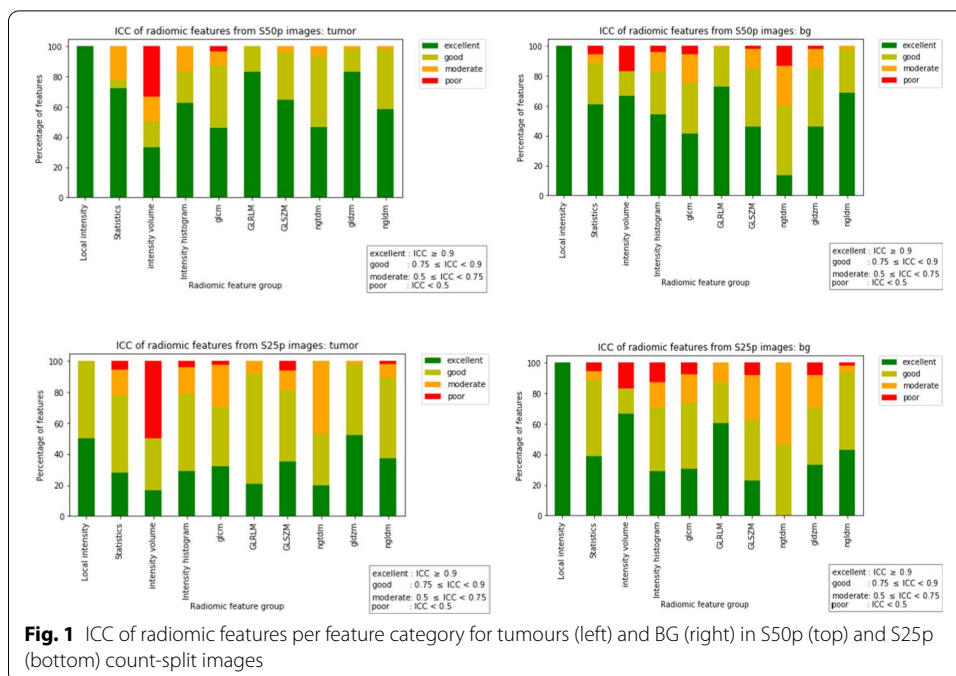 ICC of radiomic features from S50p images: tumor
100
80
60
40
20
0
Percentage of features
Local intensity
Statistics
intensity volume
Intensity histogram
glcm
GLRLM
GLSZM
ngtdm
gldzm
ngldm
Radiomic feature group
excellent
good
moderate
poor
excellent : ICC ≥ 0.9
good : 0.75 ≤ ICC < 0.9
moderate: 0.5 ≤ ICC < 0.75
poor : ICC < 0.5
ICC of radiomic features from S50p images: bg
100
80
60
40
20
0
Percentage of features
Local intensity
Statistics
intensity volume
Intensity histogram
glcm
GLRLM
GLSZM
ngtdm
gldzm
ngldm
Radiomic feature group
excellent
good
moderate
poor
excellent : ICC ≥ 0.9
good : 0.75 ≤ ICC < 0.9
moderate: 0.5 ≤ ICC < 0.75
poor : ICC < 0.5
ICC of radiomic features from S25p images: tumor
100
80
60
40
20
0
Percentage of features
Local intensity
Statistics
intensity volume
Intensity histogram
glcm
GLRLM
GLSZM
ngtdm
gldzm
ngldm
Radiomic feature group
excellent
good
moderate
poor
excellent : ICC ≥ 0.9
good : 0.75 ≤ ICC < 0.9
moderate: 0.5 ≤ ICC < 0.75
poor : ICC < 0.5
ICC of radiomic features from S25p images: bg
100
80
60
40
20
0
Percentage of features
Local intensity
Statistics
intensity volume
Intensity histogram
glcm
GLRLM
GLSZM
ngtdm
gldzm
ngldm
Radiomic feature group
excellent
good
moderate
poor
excellent : ICC ≥ 0.9
good : 0.75 ≤ ICC < 0.9
moderate: 0.5 ≤ ICC < 0.75
poor : ICC < 0.5
Fig. 1 ICC of radiomic features per feature category for tumours (left) and BG (right) in S50p (top) and S25p
(bottom) count-split images